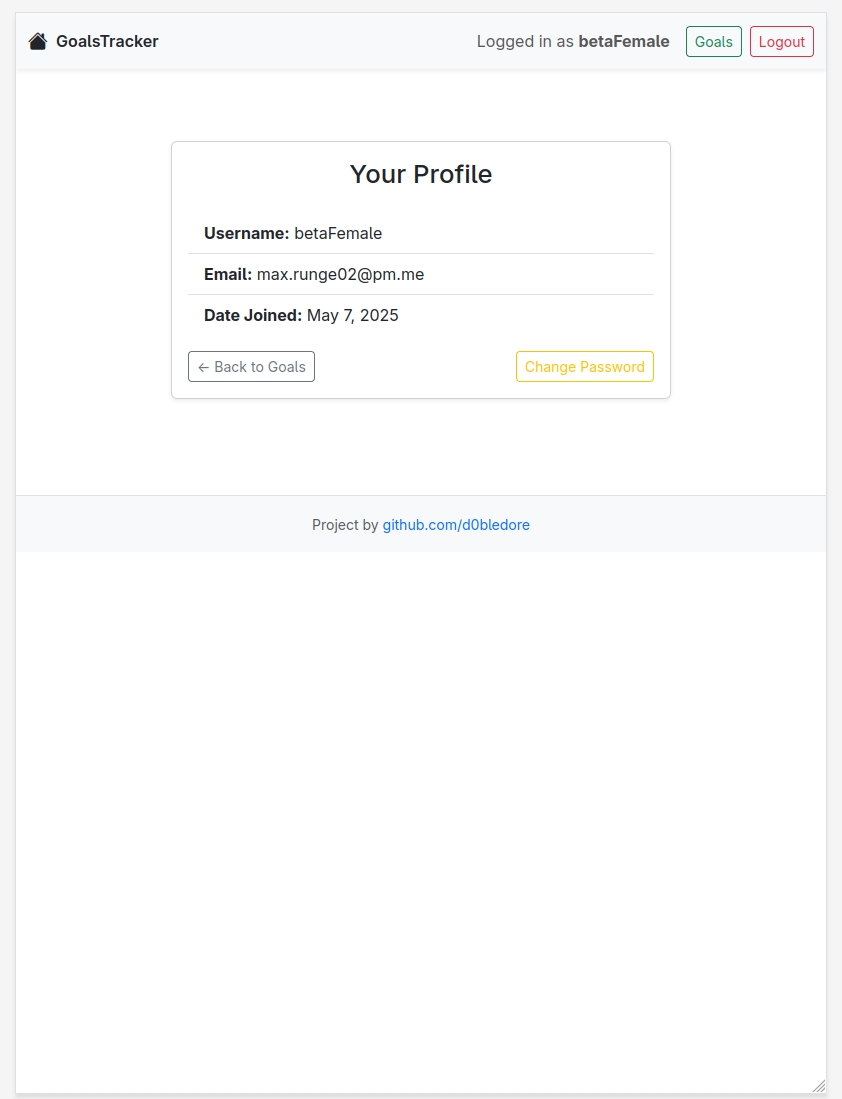 GoalsTracker
Logged in as betaFemale
Goals
Logout
Your Profile
Username: betaFemale
Email: max.runge02@pm.me
Date Joined: May 7, 2025
← Back to Goals
Change Password
Project by github.com/d0bledore